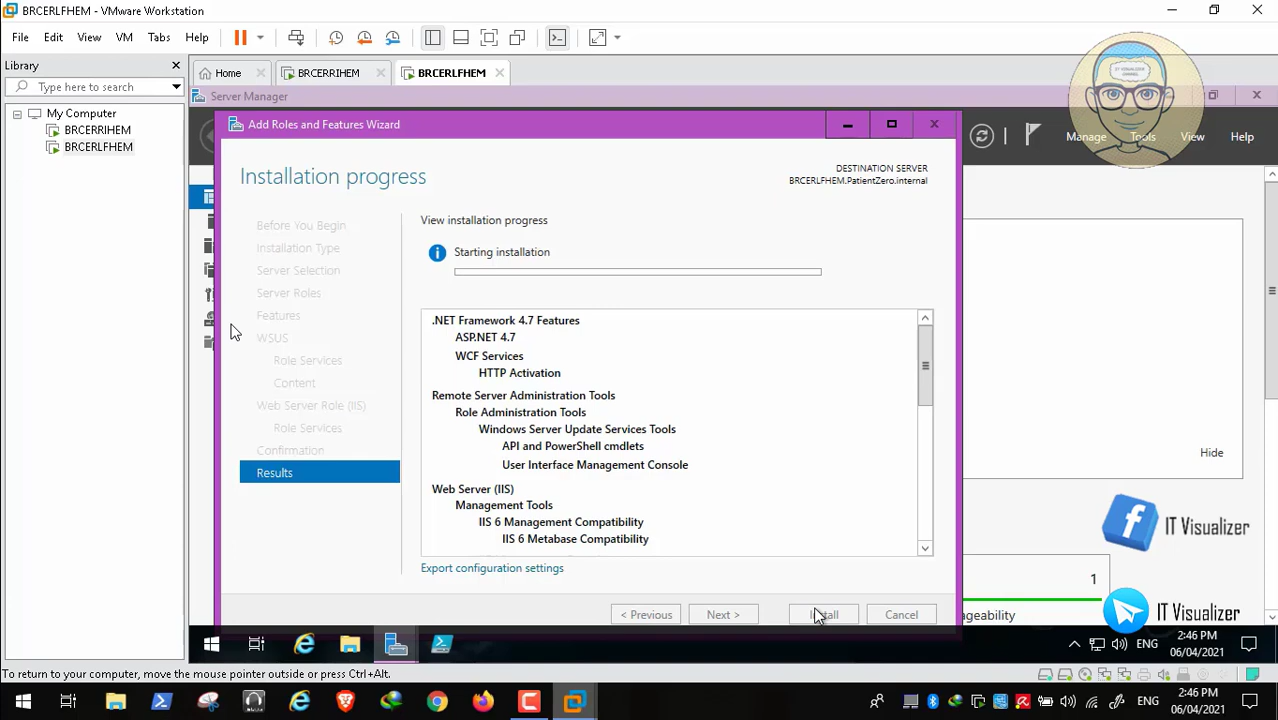 BRCERLFHEM - VMware Workstation
File Edit View VM Tabs Help
Library
Type here to search
My Computer
BRCERRIHEM
BRCERLFHEM
Home
BRCERRIHEM
BRCERLFHEM
Server Manager
IT VISUALIZER
CHANNEL
Manage Tools View Help
Add Roles and Features Wizard
Installation progress
DESTINATION SERVER
BRCERLFHEM.PatientZero.internal
Before You Begin
Installation Type
Server Selection
Server Roles
Features
WSUS
Role Services
Content
Web Server Role (IIS)
Role Services
Confirmation
Results
View installation progress
Starting installation
.NET Framework 4.7 Features
ASP.NET 4.7
WCF Services
HTTP Activation
Remote Server Administration Tools
Role Administration Tools
Windows Server Update Services Tools
API and PowerShell cmdlets
User Interface Management Console
Web Server (IIS)
Management Tools
IIS 6 Management Compatibility
IIS 6 Metabase Compatibility
Export configuration settings
< Previous Next > Install Cancel
Hide
IT Visualizer
1
IT Visualizer
ENG
2:46 PM
06/04/2021
To return to your computer, move the mouse pointer outside or press Ctrl+Alt.
ENG
2:46 PM
06/04/2021